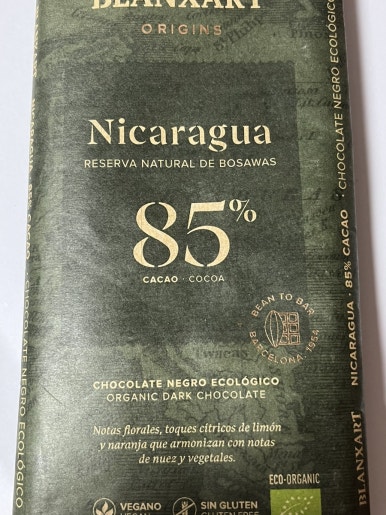 BLANXART
ORIGINS
Nicaragua
RESERVA NATURAL DE BOSAWAS
85%
CACAO · COCOA
BEAN TO BAR
BARCELONA · 1954
CHOCOLATE NEGRO ECOLÓGICO
ORGANIC DARK CHOCOLATE
Notas florales, toques cítricos de limón
y naranja que armonizan con notas
de nuez y vegetales.
VEGANO
SIN GLUTEN
ECO-ORGANIC
BLANXART NICARAGUA · 85% CACAO · CHOCOLATE NEGRO ECOLÓGICO